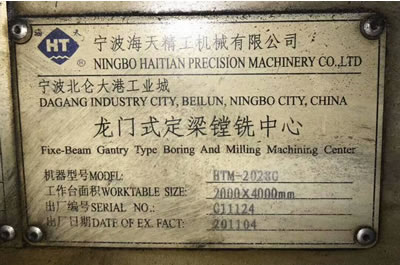 海天
HT
宁波海天精工机械有限公司
NINGBO HAITIAN PRECISION MACHINERY CO.,LTD
宁波北仑大港工业城
DAGANG INDUSTRY CITY, BEILUN, NINGBO CITY, CHINA
龙门式定梁镗铣中心
Fixe-Beam Gantry Type Boring And Milling Machining Center
机器型号MODEL: HTM-2028G
工作台面积WORKTABLE SIZE: 2000×4000mm
出厂编号SERIAL NO.: C11124
出厂日期DATE OF EX. FACT: 201104